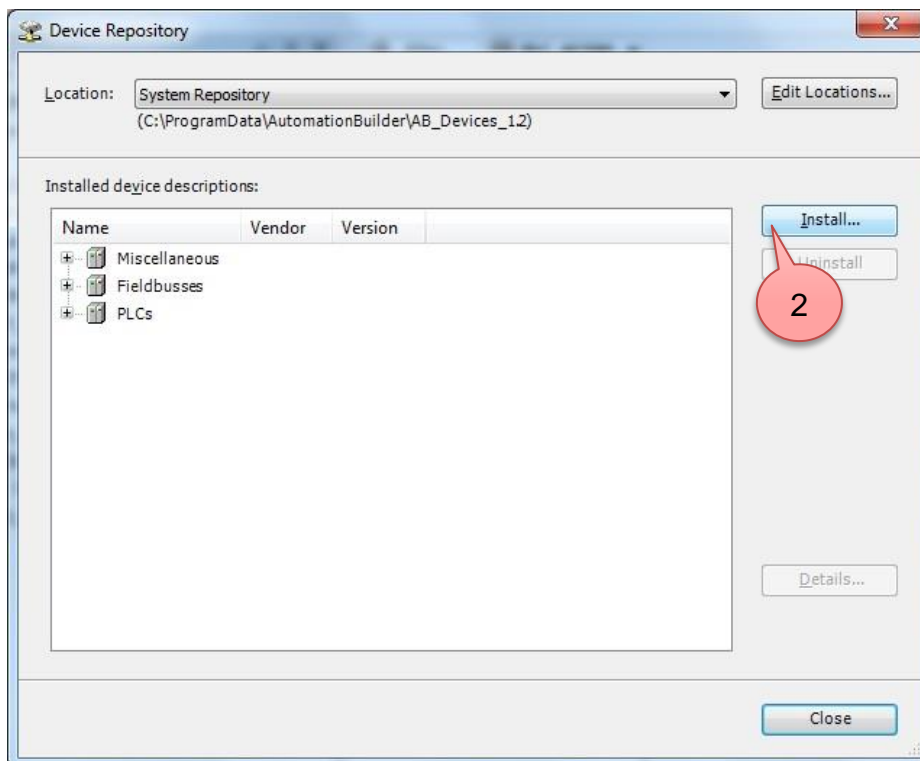 Device Repository
Location: System Repository Edit Locations...
(C:\ProgramData\AutomationBuilder\AB_Devices_1.2)
Installed device descriptions:
Name Vendor Version Install...
Miscellaneous Uninstall
Fieldbusses
PLCs
2
Details...
Close